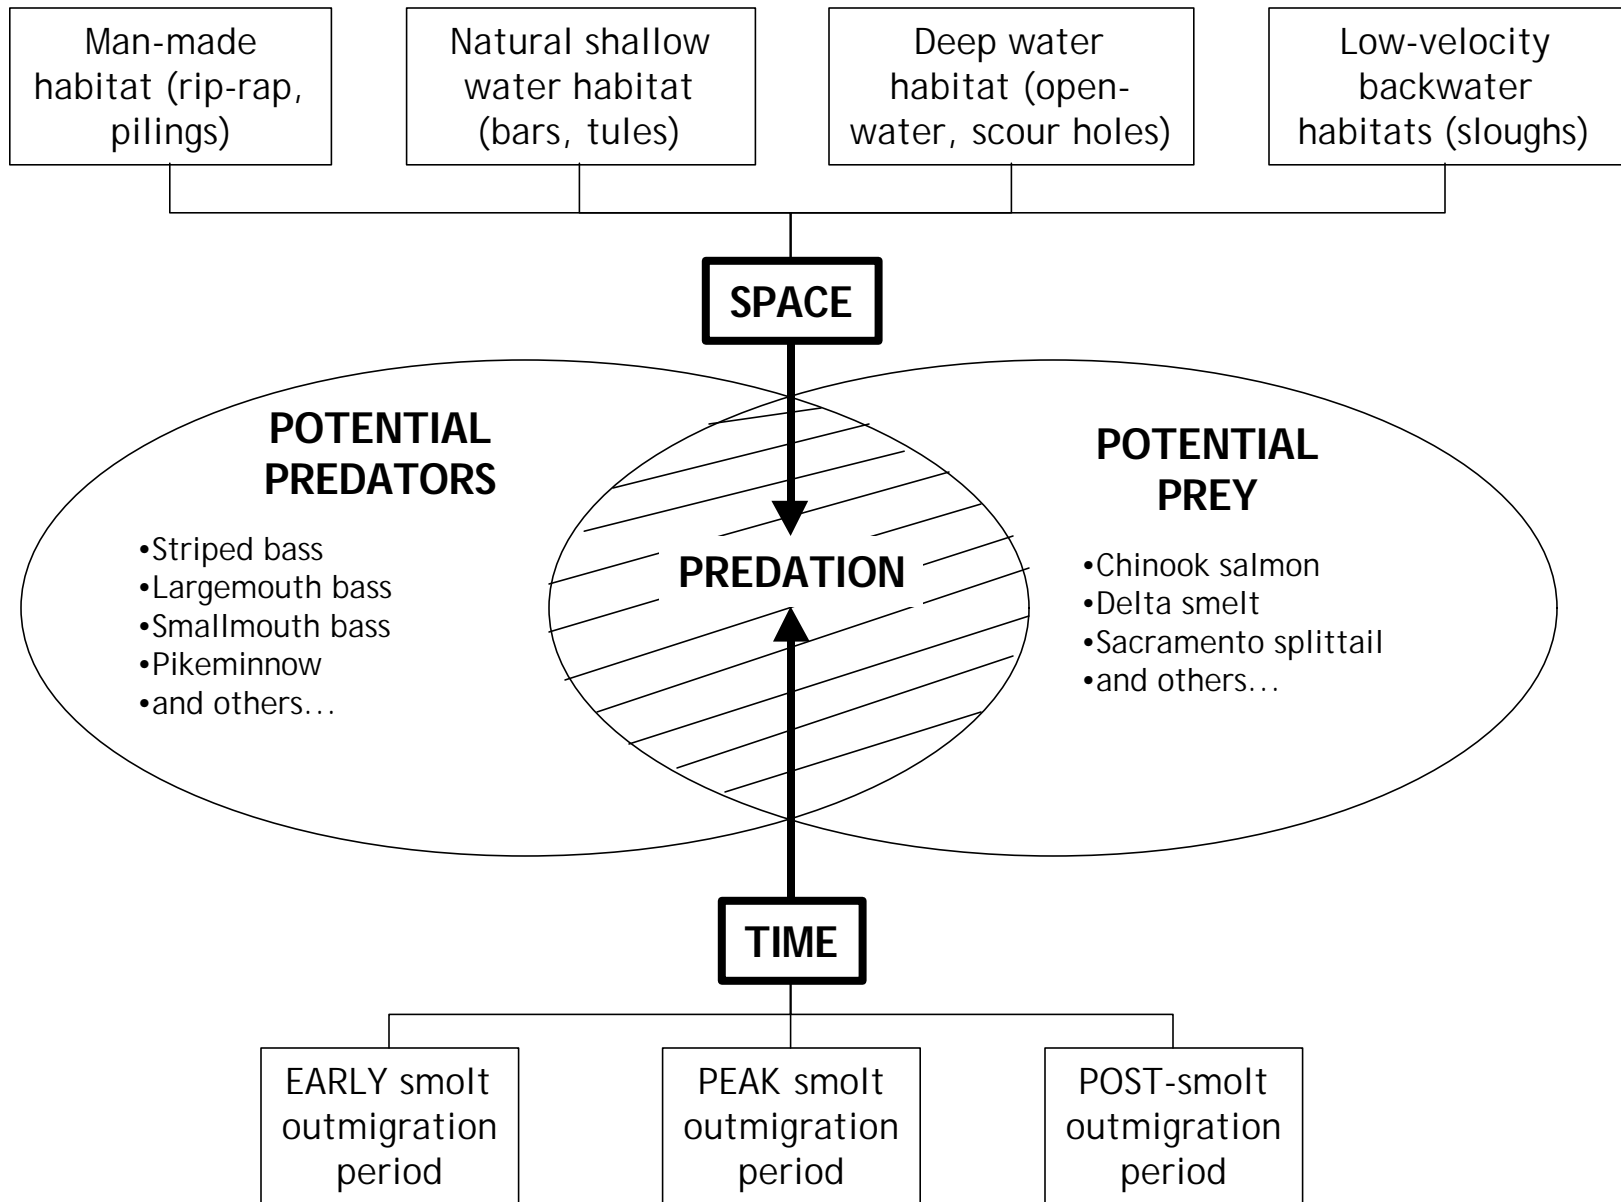 Man-made
habitat (rip-rap,
pilings)
Natural shallow
water habitat
(bars, tules)
Deep water
habitat (open-
water, scour holes)
Low-velocity
backwater
habitats (sloughs)
SPACE
POTENTIAL
PREDATORS
•Striped bass
•Largemouth bass
•Smallmouth bass
•Pikeminnow
•and others…
PREDATION
POTENTIAL
PREY
•Chinook salmon
•Delta smelt
•Sacramento splittail
•and others…
TIME
EARLY smolt
outmigration
period
PEAK smolt
outmigration
period
POST-smolt
outmigration
period